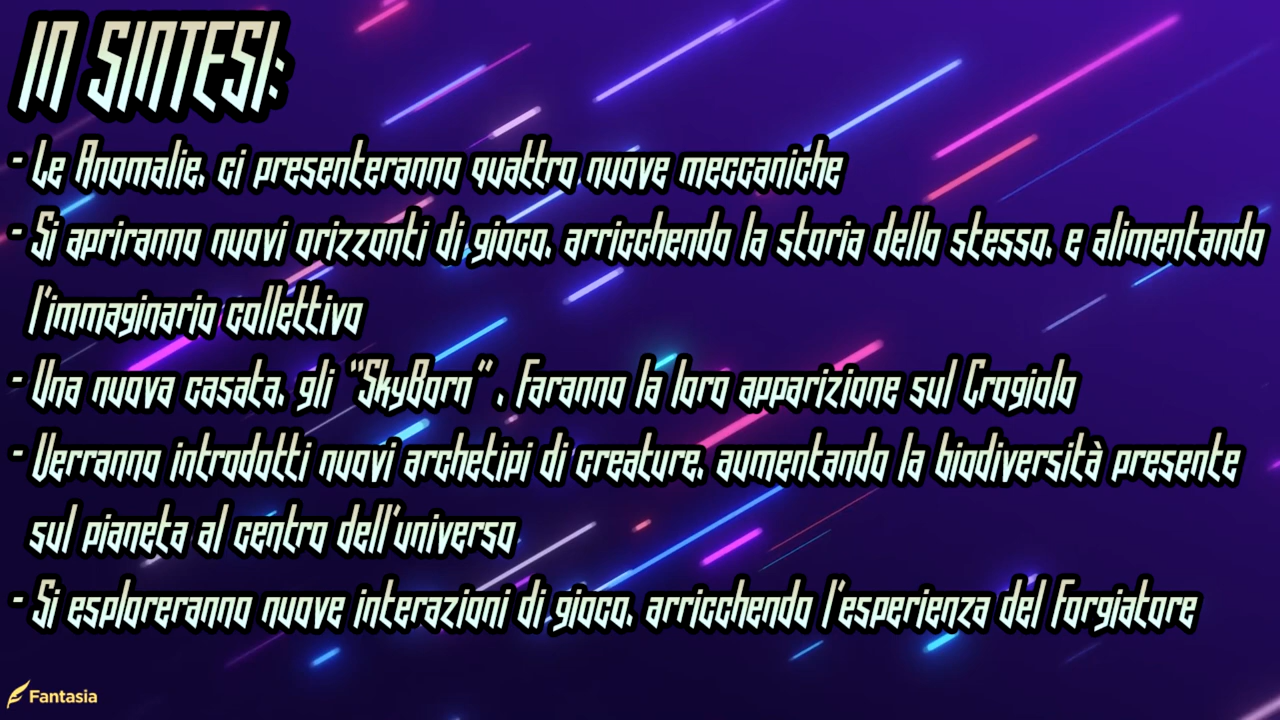 IN SINTESI:
- Le Anomalie, ci presenteranno quattro nuove meccaniche
- Si apriranno nuovi orizzonti di gioco, arricchendo la storia dello stesso, e alimentando
l'immaginario collettivo
- Una nuova casata, gli "SkyBorn" , Faranno la loro apparizione sul Crogiolo
- Verranno introdotti nuovi archetipi di creature, aumentando la biodiversità presente
sul pianeta al centro dell'universo
- Si esploreranno nuove interazioni di gioco, arricchendo l'esperienza del Forgiatore
Fantasia